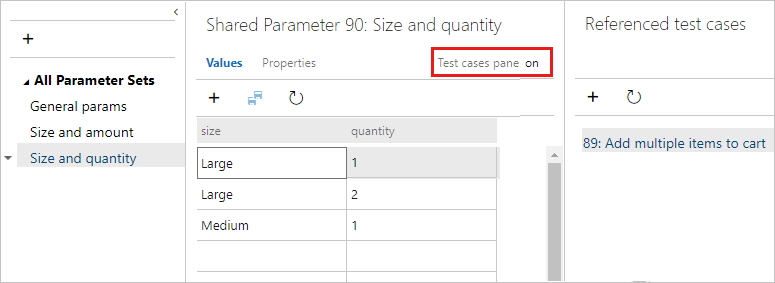 All Parameter Sets
General params
Size and amount
Size and quantity
Shared Parameter 90: Size and quantity
Values Properties Test cases pane on
size quantity
Large 1
Large 2
Medium 1
Referenced test cases
89: Add multiple items to cart